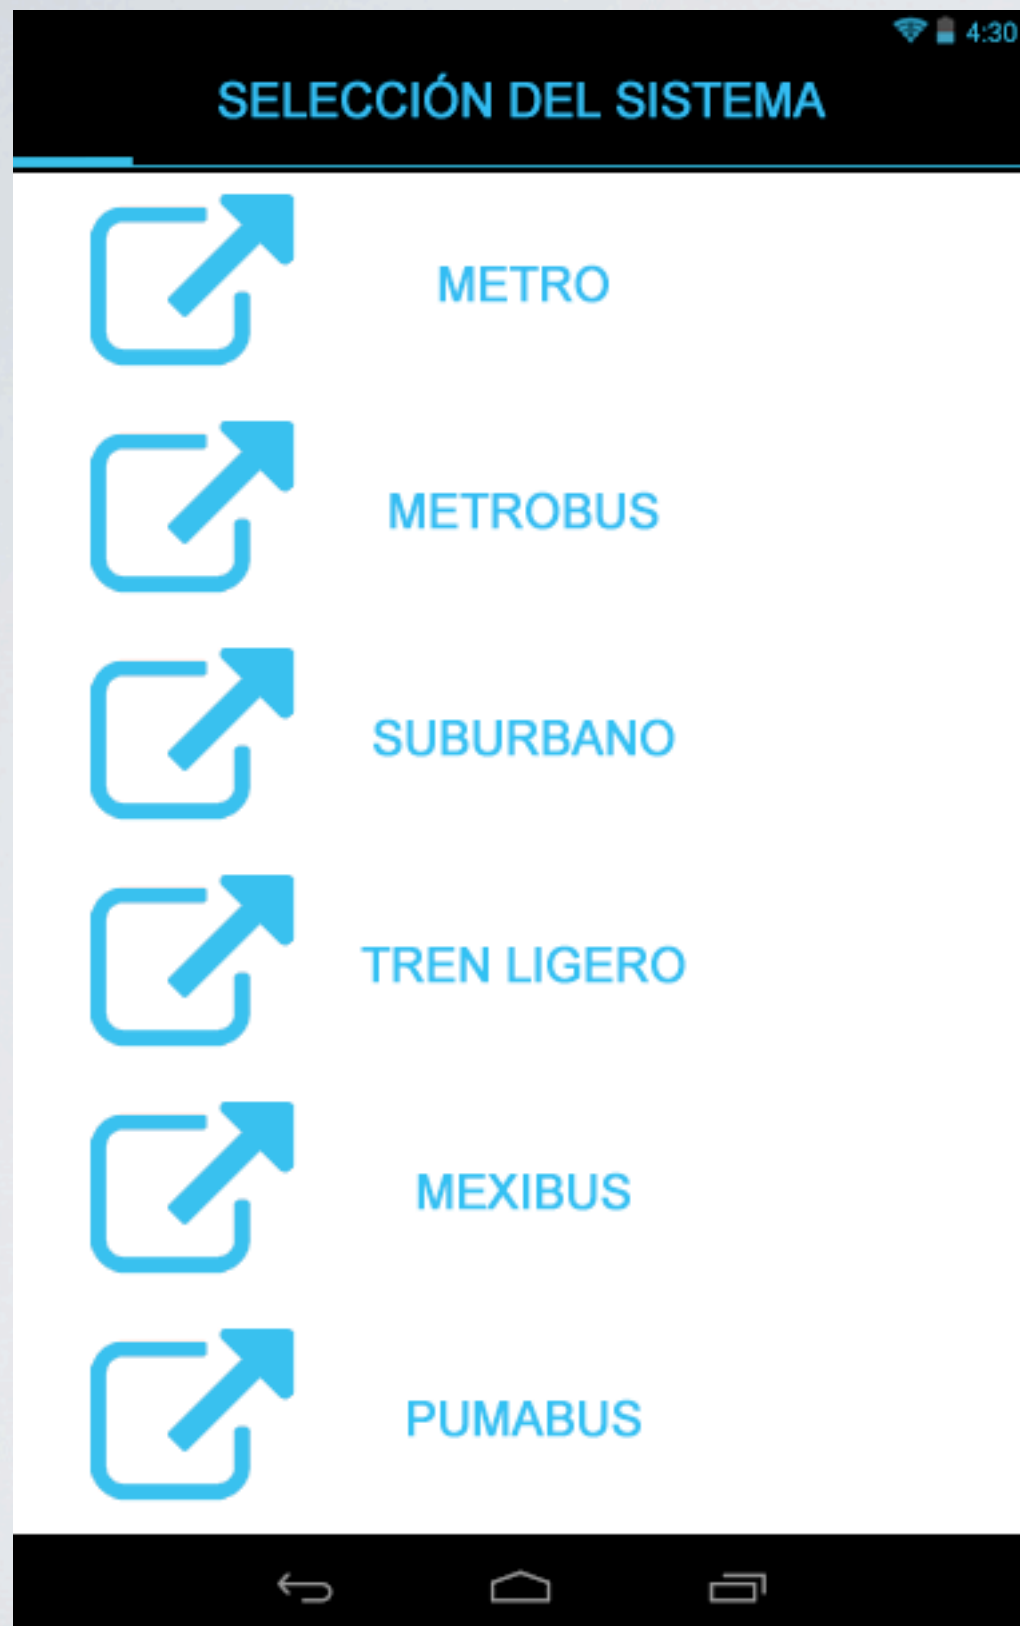 4:30
SELECCIÓN DEL SISTEMA
METRO
METROBUS
SUBURBANO
TREN LIGERO
MEXIBUS
PUMABUS